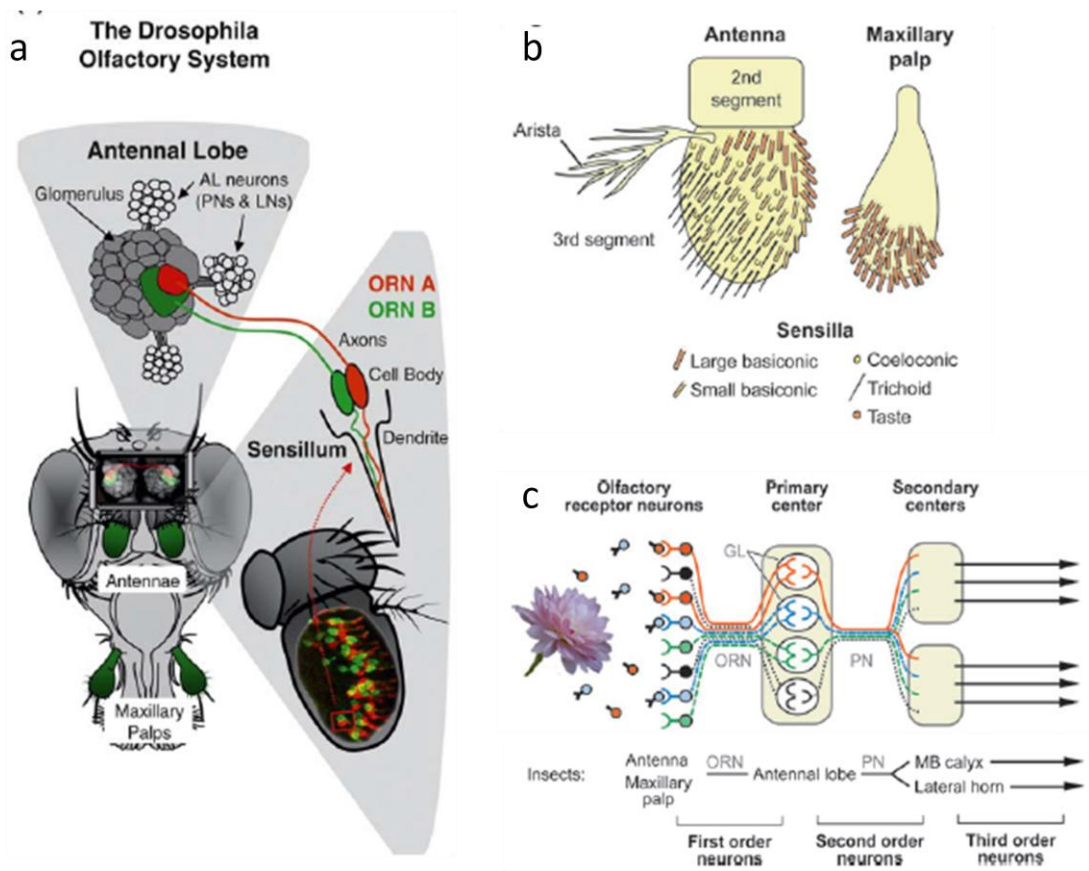 a
The Drosophila
Olfactory System
Antennal Lobe
Glomerulus
AL neurons
(PNs & LNs)
ORN A
ORN B
Axons
Cell Body
Sensillum
Dendrite
Antennae
Maxillary
Palps
b
Antenna
Maxillary
palp
2nd
segment
Arista
3rd segment
Sensilla
Large basiconic
Small basiconic
Coeloconic
Trichoid
Taste
c
Olfactory
receptor neurons
Primary
center
Secondary
centers
GL
ORN
PN
Insects:
Antenna
Maxillary
palp
ORN
Antennal lobe
PN
MB calyx
Lateral horn
First order
neurons
Second order
neurons
Third order
neurons